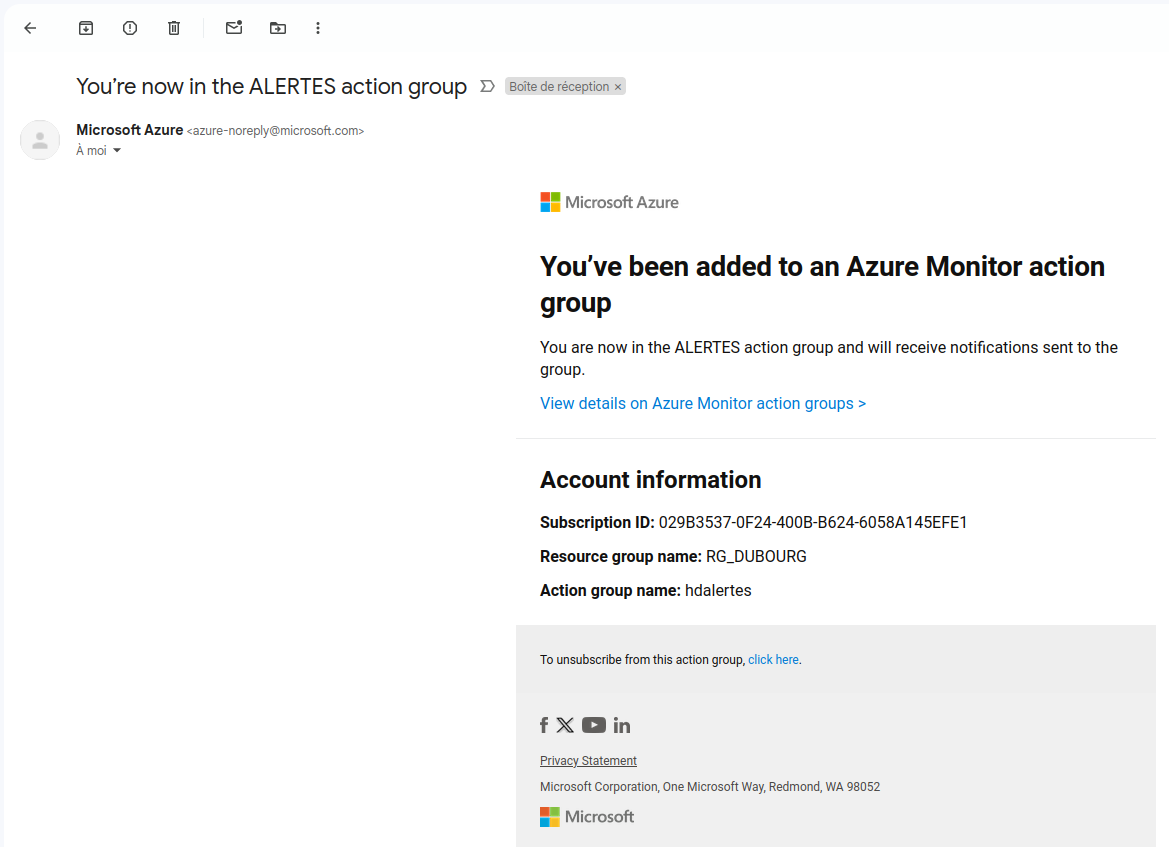 You’re now in the ALERTES action group
Boîte de réception ×
Microsoft Azure <azure-noreply@microsoft.com>
À moi
Microsoft Azure
You’ve been added to an Azure Monitor action
group
You are now in the ALERTES action group and will receive notifications sent to the
group.
View details on Azure Monitor action groups >
Account information
Subscription ID: 029B3537-0F24-400B-B624-6058A145EFE1
Resource group name: RG_DUBOURG
Action group name: hdalertes
To unsubscribe from this action group, click here.
Privacy Statement
Microsoft Corporation, One Microsoft Way, Redmond, WA 98052
Microsoft